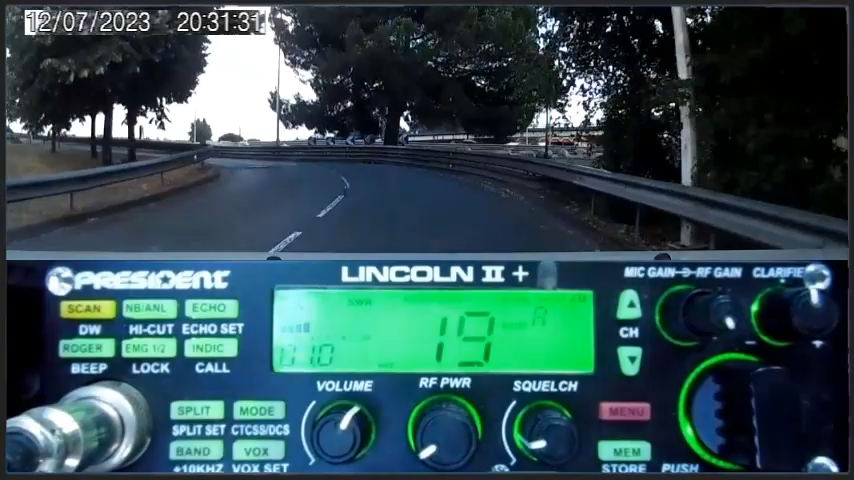 12/07/2023 20:31:31
PRESIDENT LINCOLN II +
MIC GAIN RF GAIN CLARIFIE
SCAN NB/ANL ECHO
DW HI-CUT ECHO SET
ROGER EMG 1/2 INDIC
BEEP LOCK CALL
SWR
19
CH
VOLUME RF PWR SQUELCH
SPLIT MODE
SPLIT SET CTCSS/DCS
BAND VOX
+10KHZ VOX SET
MENU
MEM
STORE PUSH